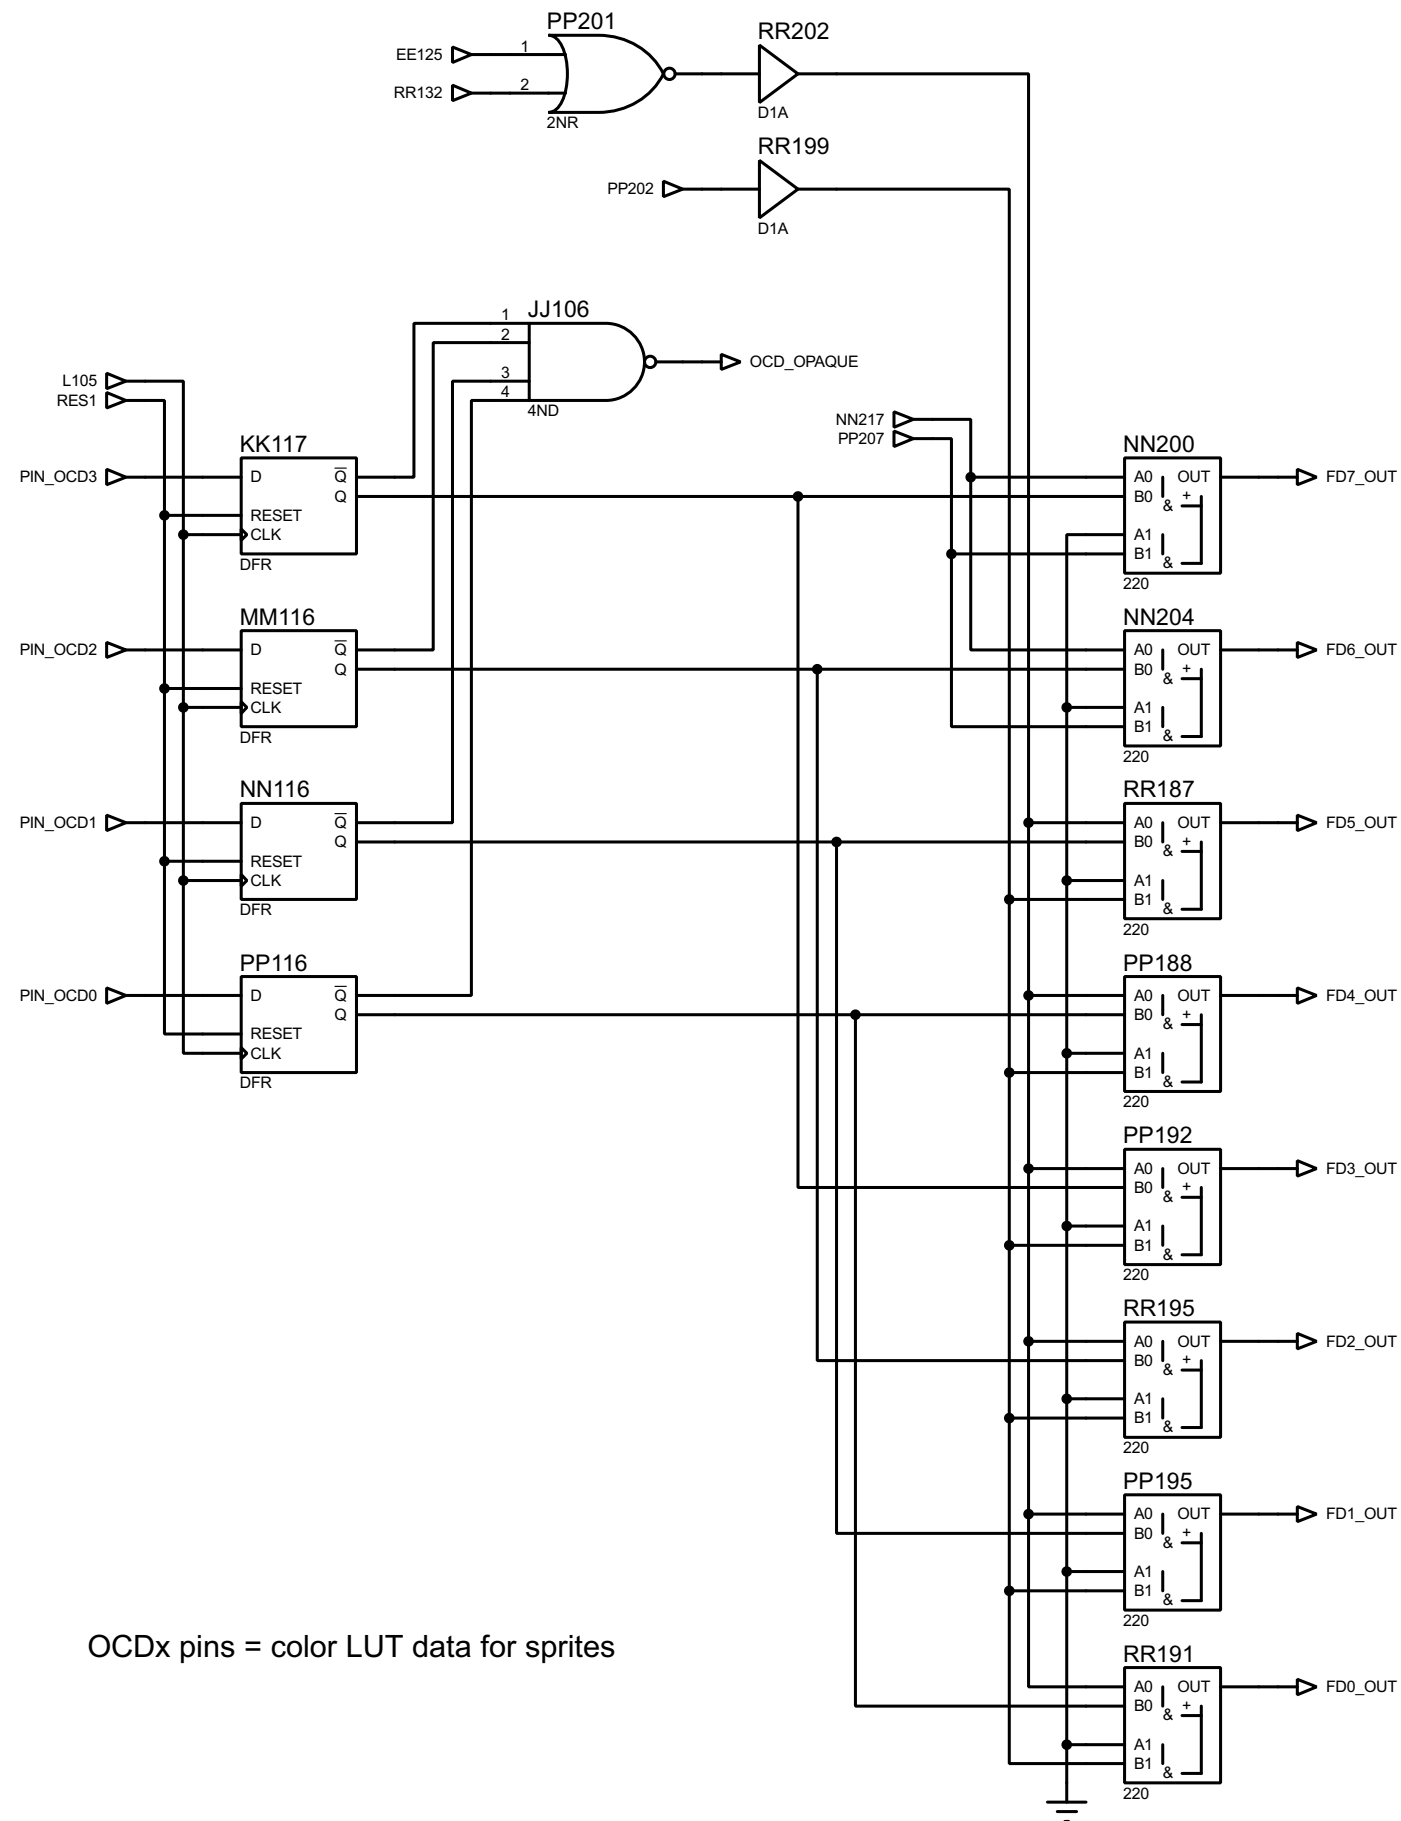 PP201
EE125
1
RR132
2
2NR
RR202
D1A
RR199
PP202
D1A
JJ106
1
2
3
4
4ND
OCD_OPAQUE
L105
RES1
NN217
PP207
KK117
PIN_OCD3
D
Q
Q
RESET
CLK
DFR
NN200
A0
OUT
B0
+
&
A1
B1
&
220
FD7_OUT
MM116
PIN_OCD2
D
Q
Q
RESET
CLK
DFR
NN204
A0
OUT
B0
+
&
A1
B1
&
220
FD6_OUT
NN116
PIN_OCD1
D
Q
Q
RESET
CLK
DFR
RR187
A0
OUT
B0
+
&
A1
B1
&
220
FD5_OUT
PP116
PIN_OCD0
D
Q
Q
RESET
CLK
DFR
PP188
A0
OUT
B0
+
&
A1
B1
&
220
FD4_OUT
PP192
A0
OUT
B0
+
&
A1
B1
&
220
FD3_OUT
RR195
A0
OUT
B0
+
&
A1
B1
&
220
FD2_OUT
PP195
A0
OUT
B0
+
&
A1
B1
&
220
FD1_OUT
OCDx pins = color LUT data for sprites
RR191
A0
OUT
B0
+
&
A1
B1
&
220
FD0_OUT